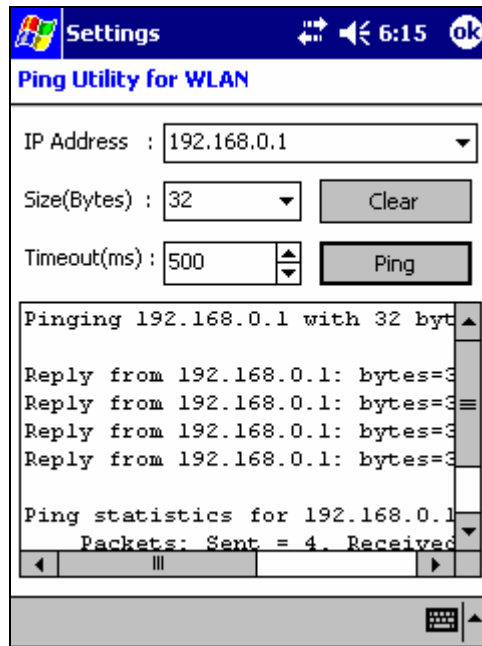 Settings 6:15 ok
Ping Utility for WLAN
IP Address : 192.168.0.1
Size(Bytes) : 32 Clear
Timeout(ms) : 500 Ping
Pinging 192.168.0.1 with 32 byt
Reply from 192.168.0.1: bytes=3
Reply from 192.168.0.1: bytes=3
Reply from 192.168.0.1: bytes=3
Reply from 192.168.0.1: bytes=3
Ping statistics for 192.168.0.1
Packets: Sent = 4, Received